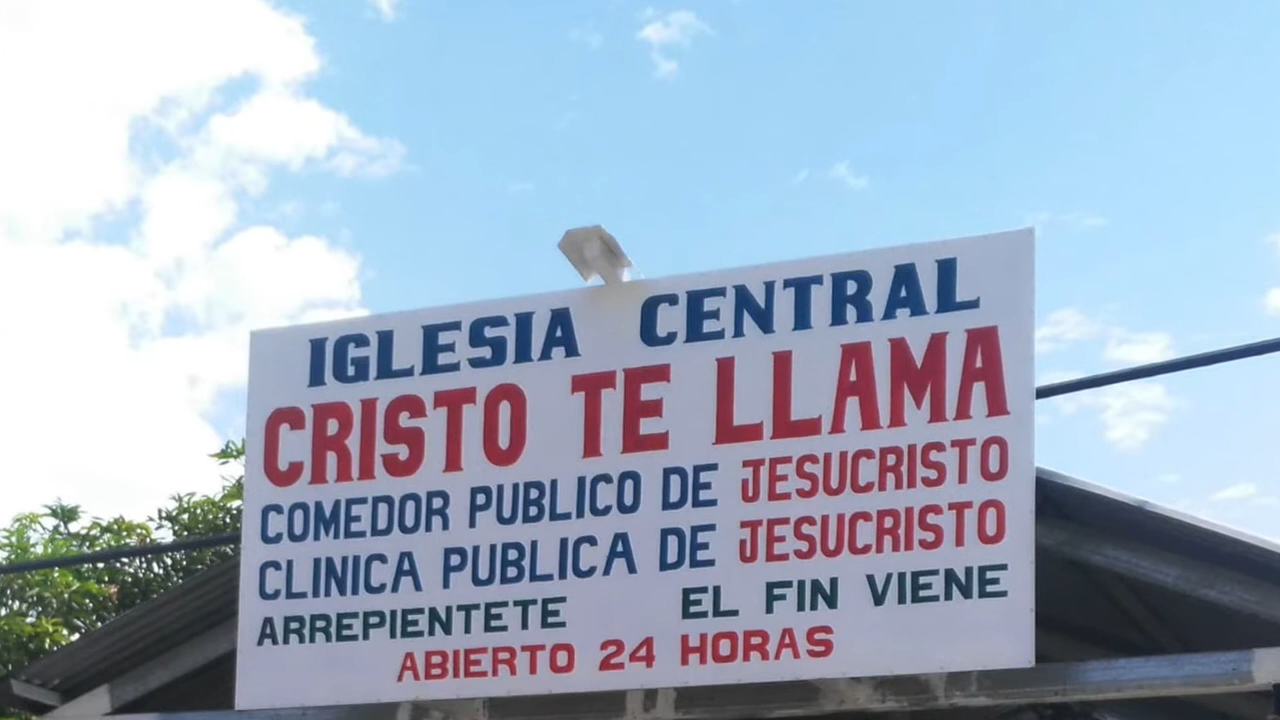 IGLESIA CENTRAL
CRISTO TE LLAMA
COMEDOR PUBLICO DE JESUCRISTO
CLINICA PUBLICA DE JESUCRISTO
ARREPIENTETE EL FIN VIENE
ABIERTO 24 HORAS